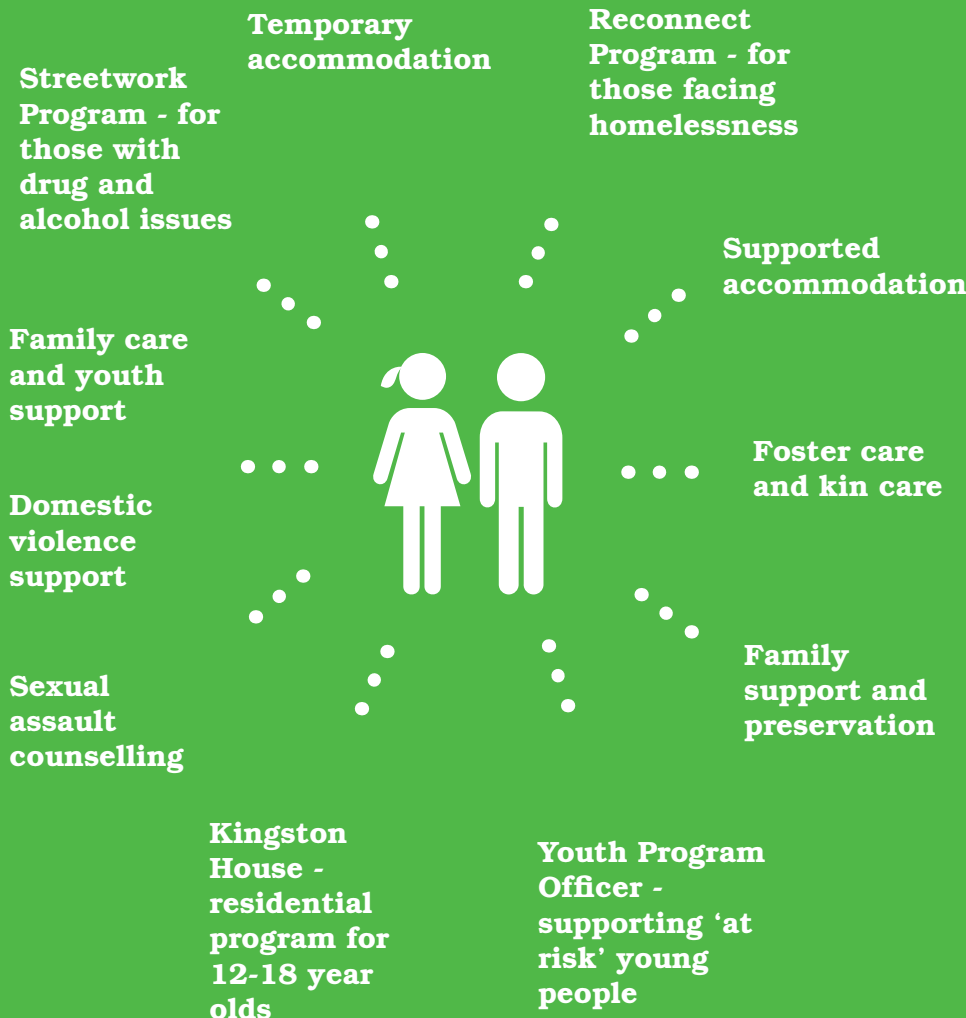 Temporary
accommodation
Reconnect
Program - for
those facing
homelessness
Streetwork
Program - for
those with
drug and
alcohol issues
Supported
accommodation
Family care
and youth
support
Foster care
and kin care
Domestic
violence
support
Family
support and
preservation
Sexual
assault
counselling
Kingston
House -
residential
program for
12-18 year
olds
Youth Program
Officer -
supporting ‘at
risk’ young
people